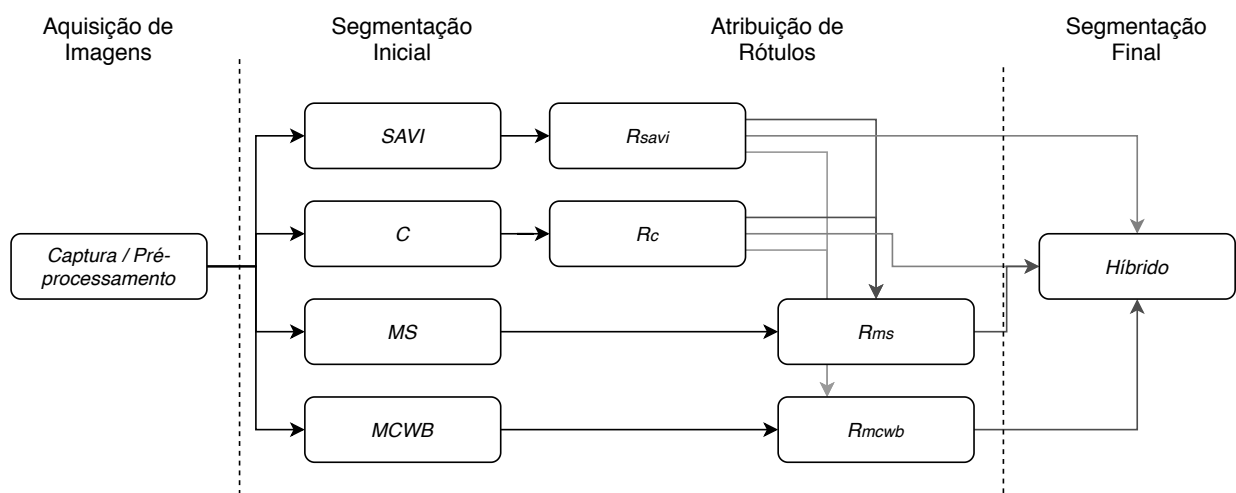 Aquisição de
Imagens
Segmentação
Inicial
Atribuição de
Rótulos
Segmentação
Final
SAVI
Rsavi
C
Rc
Captura / Pré-
processamento
Híbrido
MS
Rms
MCWB
Rmcwb